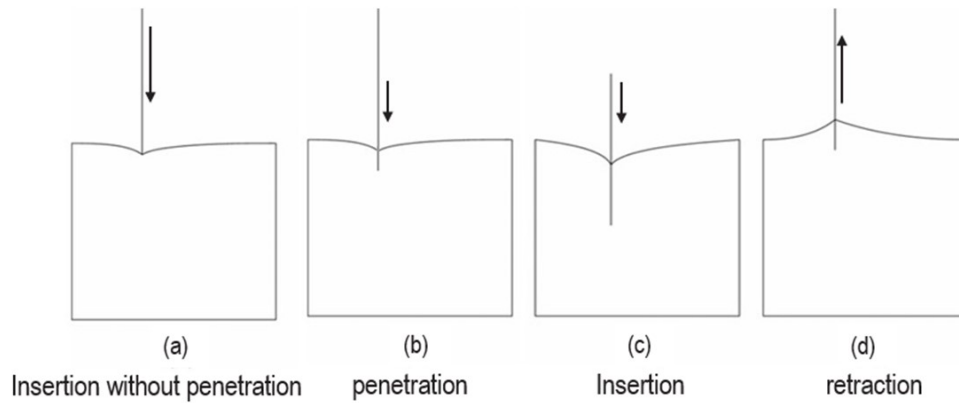 (a) (b) (c) (d)
Insertion without penetration penetration Insertion retraction